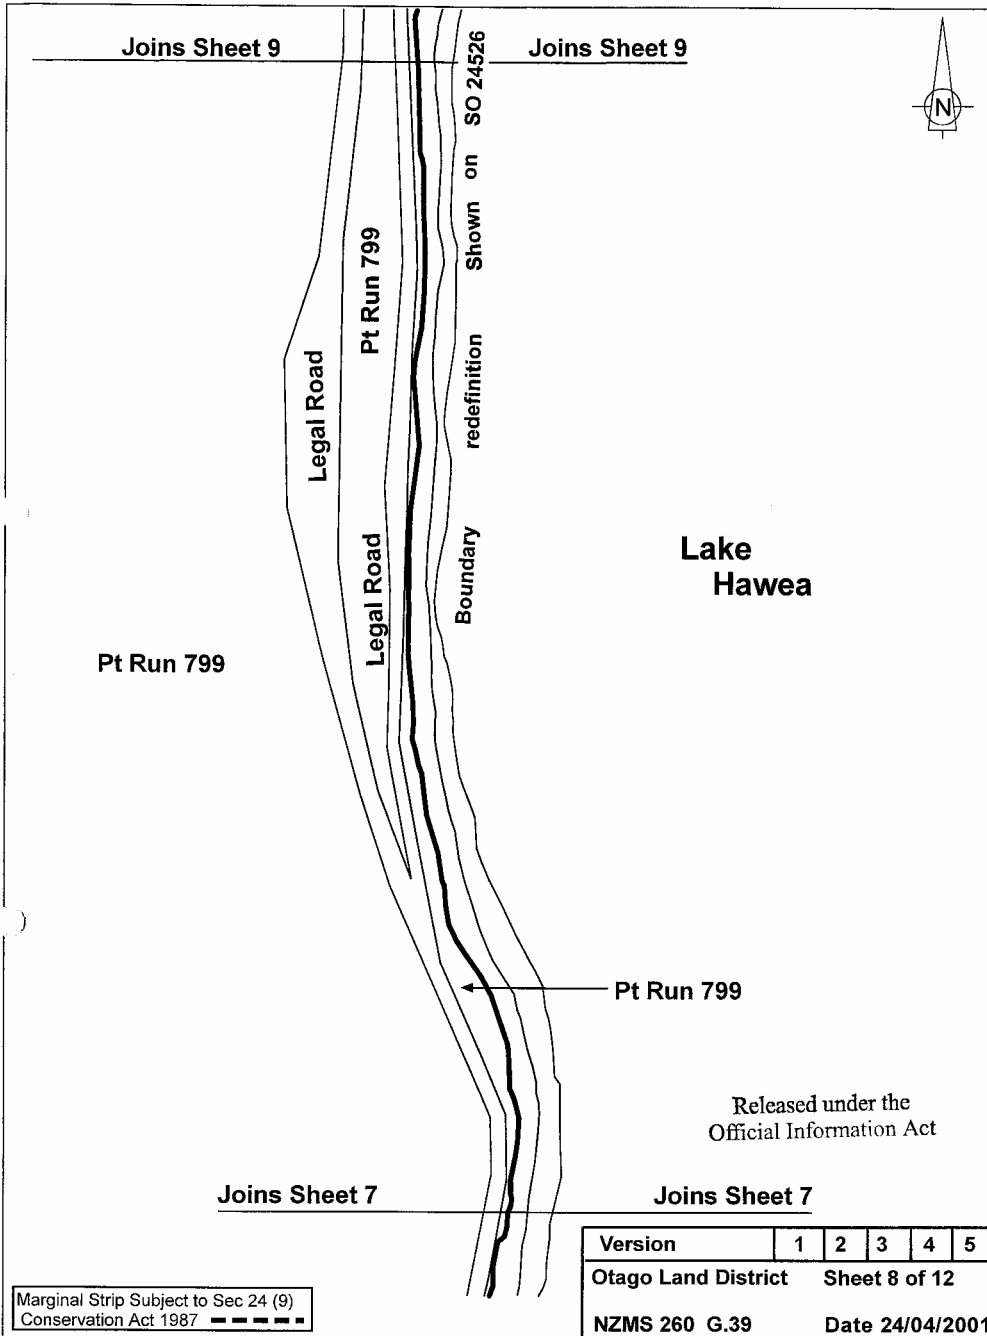 Joins Sheet 9
Joins Sheet 9
N
Boundary redefinition Shown on SO 24526
Pt Run 799
Legal Road
Legal Road
Lake
Hawea
Pt Run 799
Pt Run 799
Released under the
Official Information Act
Joins Sheet 7
Joins Sheet 7
Version 1 2 3 4 5
Otago Land District Sheet 8 of 12
NZMS 260 G.39 Date 24/04/2001
Marginal Strip Subject to Sec 24 (9)
Conservation Act 1987